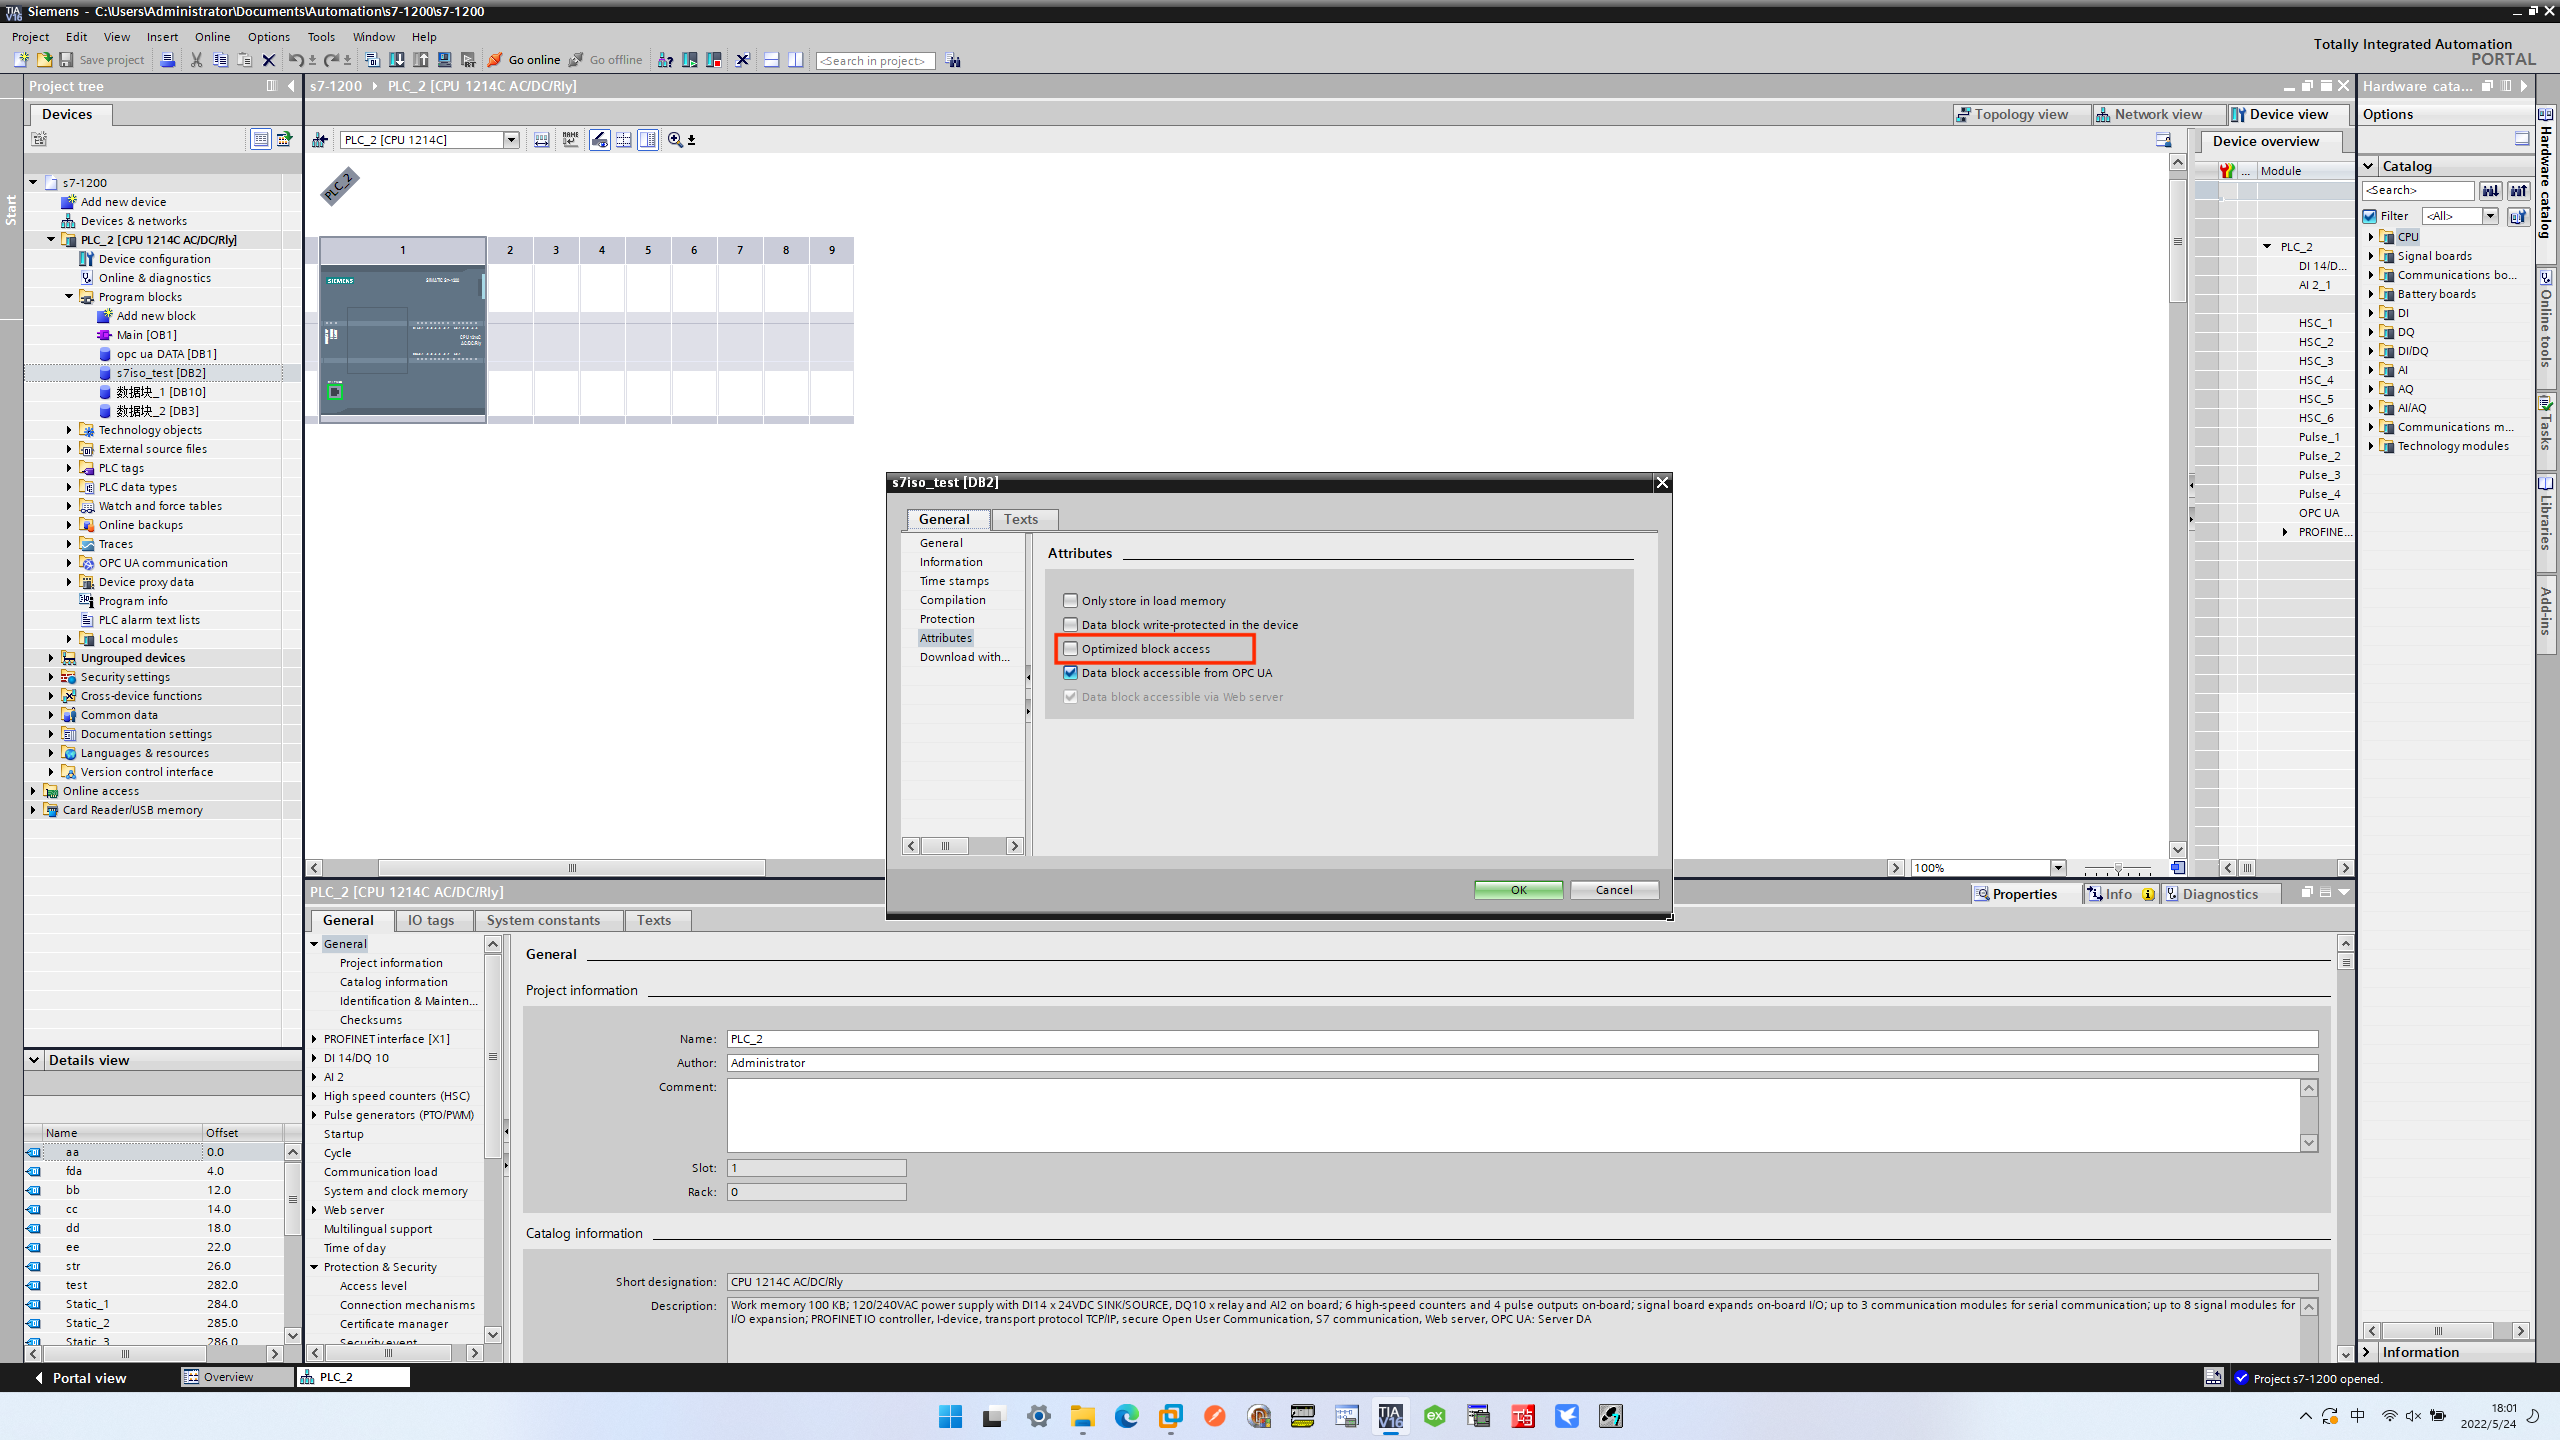 Siemens - C:\Users\Administrator\Documents\Automation\s7-1200\s7-1200
Project Edit View Insert Online Options Tools Window Help
Save project Go online Go offline <Search in project>
Totally Integrated Automation
PORTAL
Project tree
s7-1200 PLC_2 [CPU 1214C AC/DC/Rly]
Hardware cata...
Devices
Topology view Network view Device view
Options
PLC_2 [CPU 1214C]
Device overview
Catalog
<Search>
Filter <All>
Start
s7-1200
Add new device
Devices & networks
PLC_2 [CPU 1214C AC/DC/Rly]
Device configuration
Online & diagnostics
Program blocks
Add new block
Main [OB1]
opc ua DATA [DB1]
s7iso_test [DB2]
数据块_1 [DB10]
数据块_2 [DB3]
Technology objects
External source files
PLC tags
PLC data types
Watch and force tables
Online backups
Traces
OPC UA communication
Device proxy data
Program info
PLC alarm text lists
Local modules
Ungrouped devices
Security settings
Cross-device functions
Common data
Documentation settings
Languages & resources
Version control interface
Online access
Card Reader/USB memory
PLC_2
1 2 3 4 5 6 7 8 9
SIEMENS SIMATIC S7-1200
CPU 1214C
AC/DC/Rly
... Module
PLC_2
DI 14/D...
AI 2_1
HSC_1
HSC_2
HSC_3
HSC_4
HSC_5
HSC_6
Pulse_1
Pulse_2
Pulse_3
Pulse_4
OPC UA
PROFINE...
CPU
Signal boards
Communications bo...
Battery boards
DI
DQ
DI/DQ
AI
AQ
AI/AQ
Communications m...
Technology modules
Hardware catalog
Online tools
Tasks
Libraries
Add-ins
s7iso_test [DB2]
General Texts
General
Information
Time stamps
Compilation
Protection
Attributes
Download with...
Attributes
Only store in load memory
Data block write-protected in the device
Optimized block access
Data block accessible from OPC UA
Data block accessible via Web server
OK Cancel
100%
PLC_2 [CPU 1214C AC/DC/Rly]
Properties Info Diagnostics
General IO tags System constants Texts
General
Project information
Catalog information
Identification & Mainten...
Checksums
PROFINET interface [X1]
DI 14/DQ 10
AI 2
High speed counters (HSC)
Pulse generators (PTO/PWM)
Startup
Cycle
Communication load
System and clock memory
Web server
Multilingual support
Time of day
Protection & Security
Access level
Connection mechanisms
Certificate manager
Security event
General
Project information
Name: PLC_2
Author: Administrator
Comment:
Slot: 1
Rack: 0
Catalog information
Short designation: CPU 1214C AC/DC/Rly
Description: Work memory 100 KB; 120/240VAC power supply with DI14 x 24VDC SINK/SOURCE, DQ10 x relay and AI2 on board; 6 high-speed counters and 4 pulse outputs on-board; signal board expands on-board I/O; up to 3 communication modules for serial communication; up to 8 signal modules for
I/O expansion; PROFINET IO controller, I-device, transport protocol TCP/IP, secure Open User Communication, S7 communication, Web server, OPC UA: Server DA
Details view
Name Offset
aa 0.0
fda 4.0
bb 12.0
cc 14.0
dd 18.0
ee 22.0
str 26.0
test 282.0
Static_1 284.0
Static_2 285.0
Static_3 286.0
Information
Portal view Overview PLC_2
Project s7-1200 opened.
中
18:01
2022/5/24